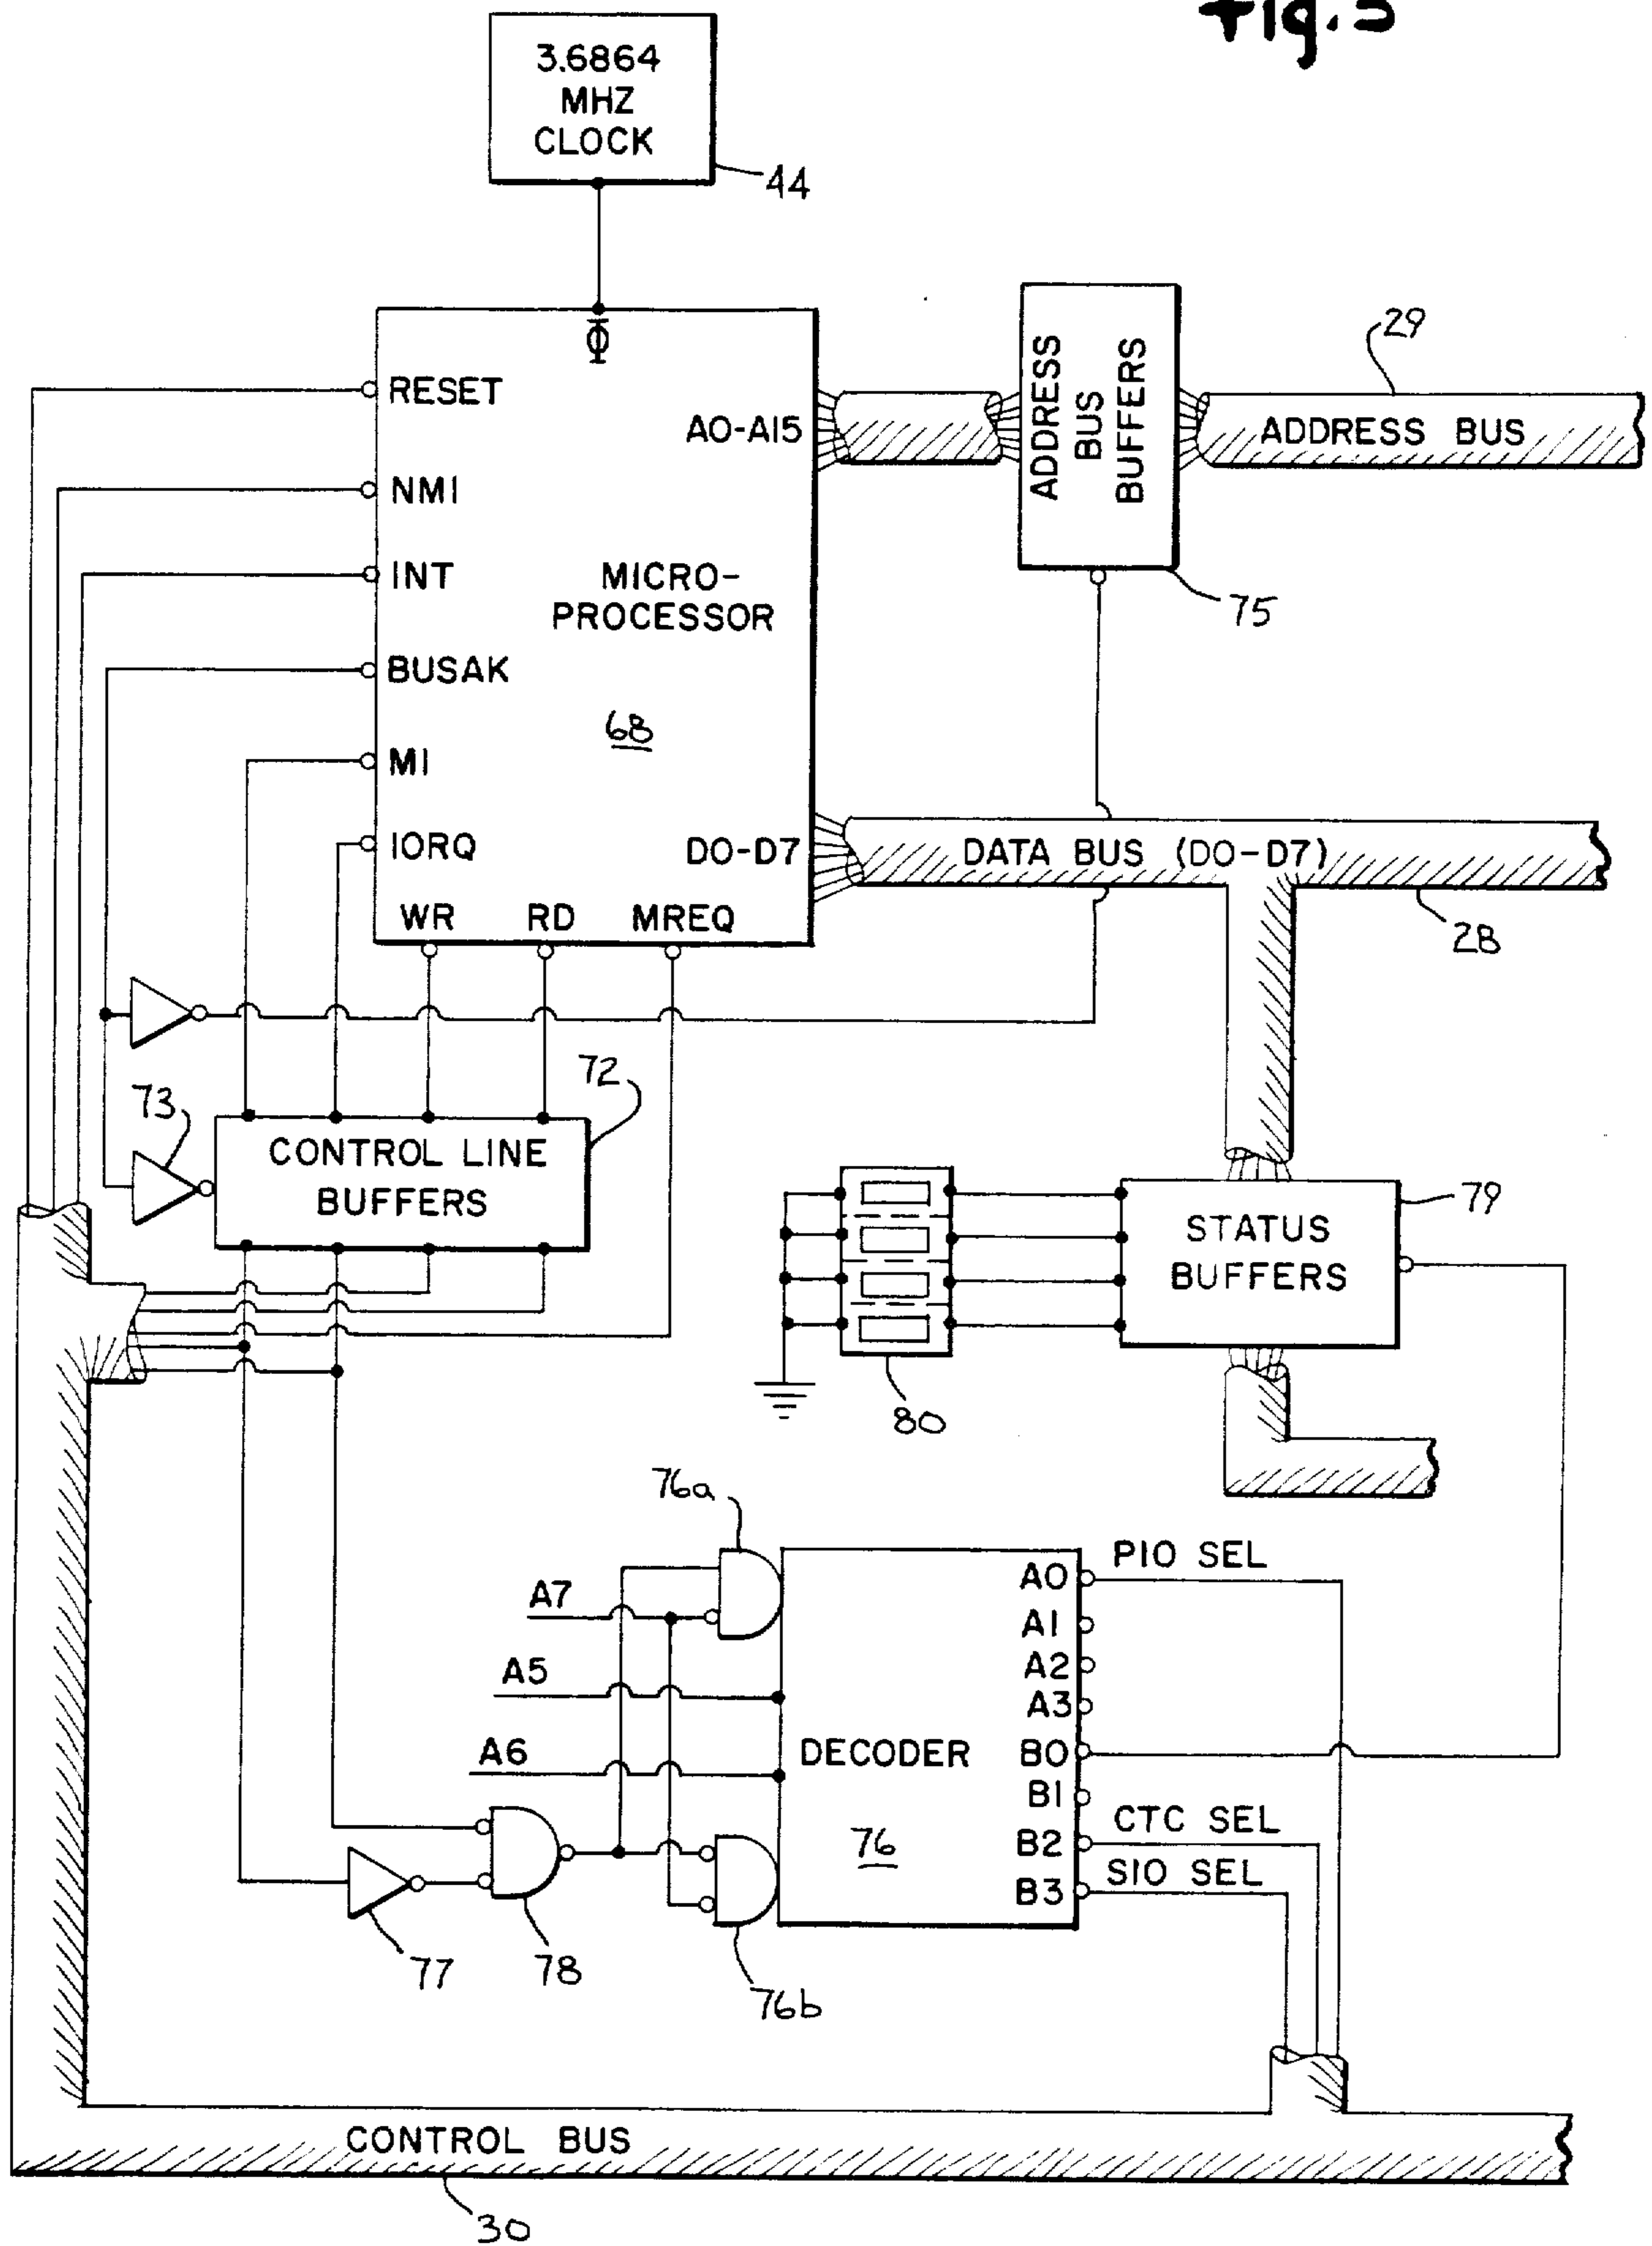 Fig. 5
3.6864
MHZ
CLOCK
44
Φ
RESET
NMI
INT
BUSAK
M1
IORQ
WR
RD
MREQ
A0-A15
MICRO-
PROCESSOR
68
D0-D7
ADDRESS
BUS
BUFFERS
75
29
ADDRESS BUS
DATA BUS (D0-D7)
28
73
72
CONTROL LINE
BUFFERS
STATUS
BUFFERS
79
80
76a
A7
A5
A6
DECODER
76
A0
A1
A2
A3
B0
B1
B2
B3
PIO SEL
CTC SEL
SIO SEL
77
78
76b
CONTROL BUS
30